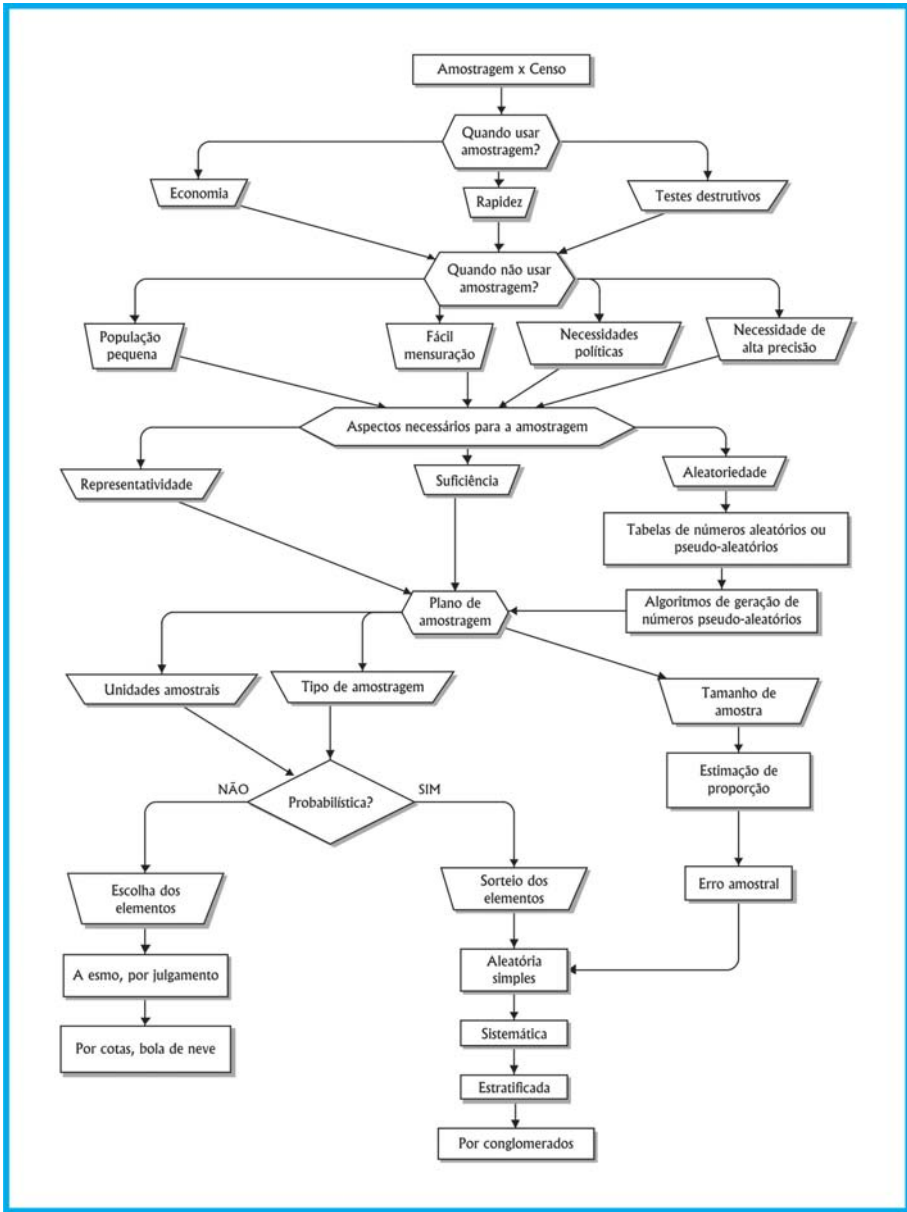 Amostragem x Censo
Quando usar
amostragem?
Economia
Rapidez
Testes destrutivos
Quando não usar
amostragem?
População
pequena
Fácil
mensuração
Necessidades
políticas
Necessidade de
alta precisão
Aspectos necessários para a amostragem
Representatividade
Suficiência
Aleatoriedade
Tabelas de números aleatórios ou
pseudo-aleatórios
Algoritmos de geração de
números pseudo-aleatórios
Plano de
amostragem
Unidades amostrais
Tipo de amostragem
Tamanho de
amostra
Estimação de
proporção
Erro amostral
Probabilística?
NÃO
SIM
Escolha dos
elementos
A esmo, por julgamento
Por cotas, bola de neve
Sorteio dos
elementos
Aleatória
simples
Sistemática
Estratificada
Por conglomerados